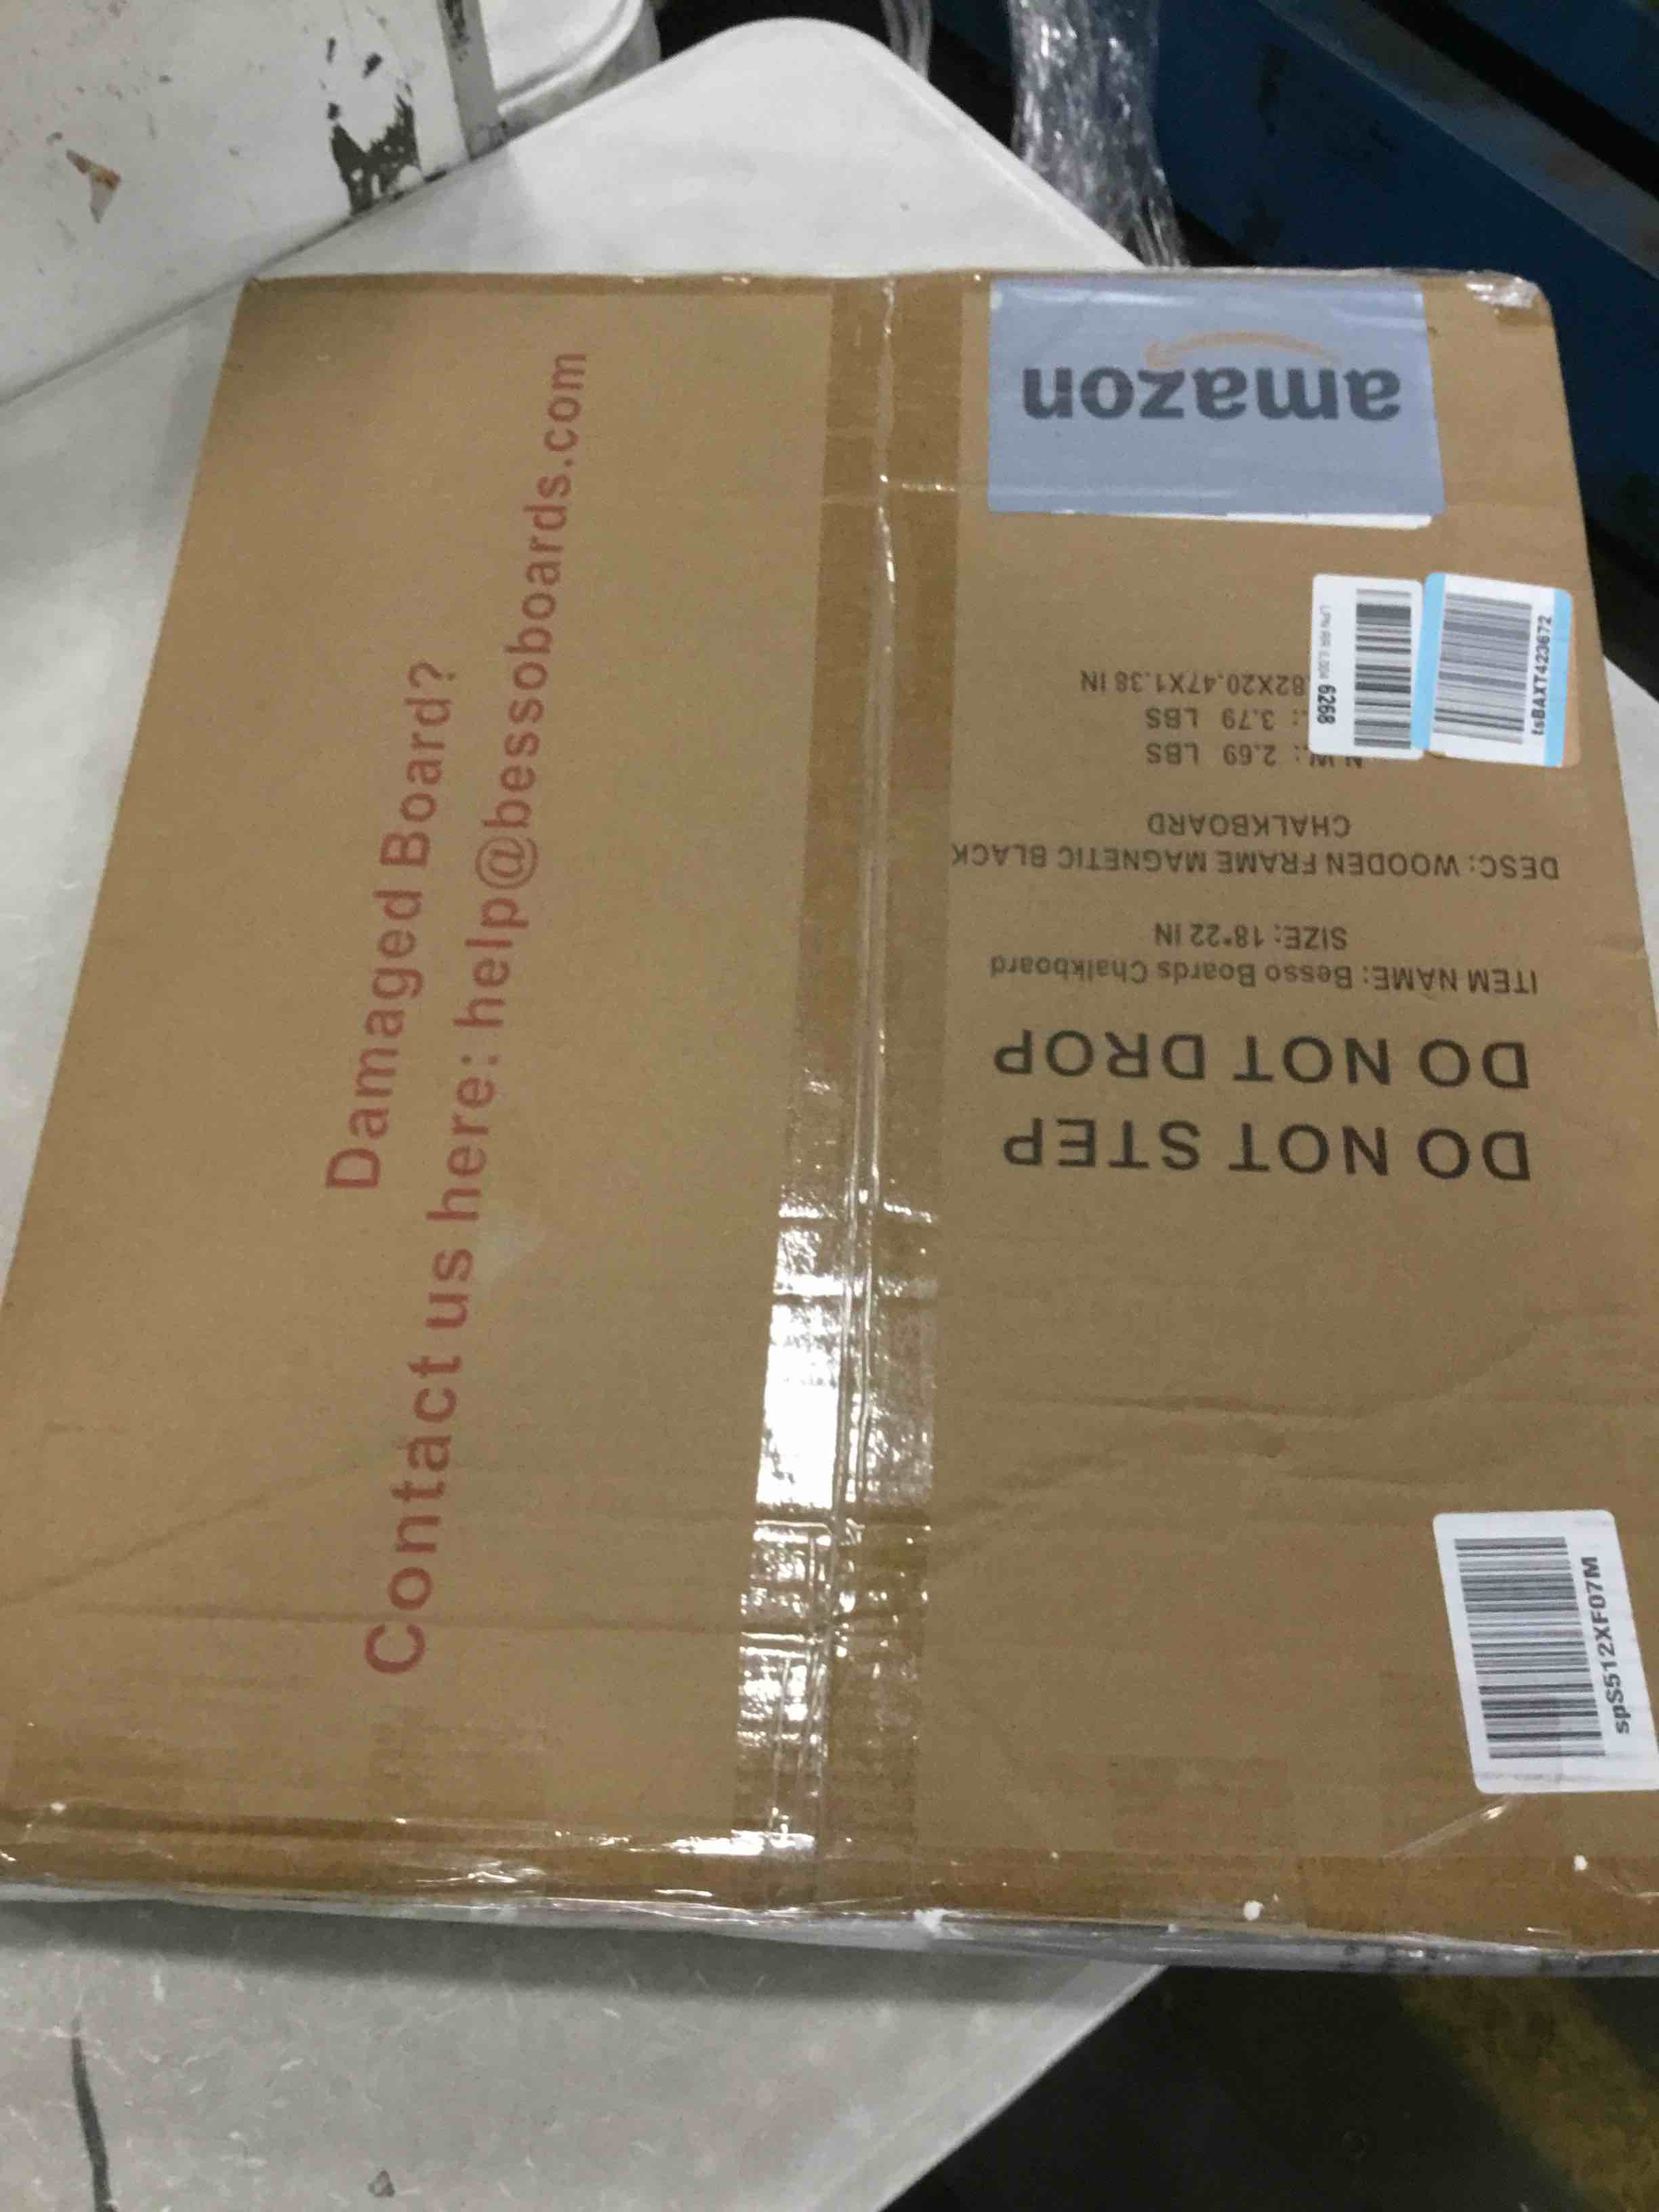 Damaged Board?
Contact us here: help@bessoboards.com
DO NOT STEP
DO NOT DROP
ITEM NAME: Besso Boards Chalkboard
SIZE: 18*22 IN
DESC: WOODEN FRAME MAGNETIC BLACK
CHALKBOARD
N.W.: 2.69 LBS
.: 3.79 LBS
82X20.47X1.38 IN
6268
tsBAXT423672
amazon
spS512XF07M